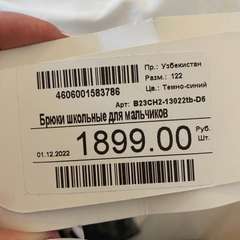 Пр.: Узбекистан
Разм.: 122
Цв.: Темно-синий
4606001583786
Арт: B23CH2-13022tb-D5
Брюки школьные для мальчиков
01.12.2022
1899.00
Руб.
Шт.